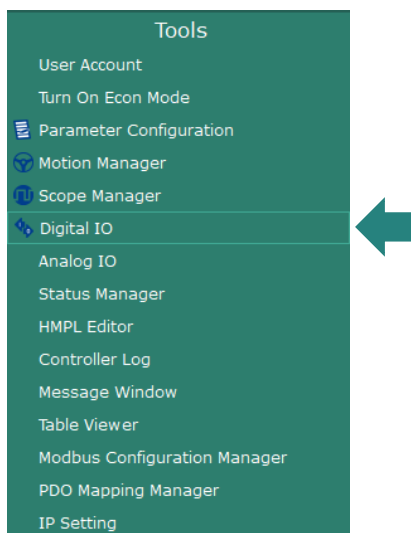 Tools
User Account
Turn On Econ Mode
Parameter Configuration
Motion Manager
Scope Manager
Digital IO
Analog IO
Status Manager
HMPL Editor
Controller Log
Message Window
Table Viewer
Modbus Configuration Manager
PDO Mapping Manager
IP Setting